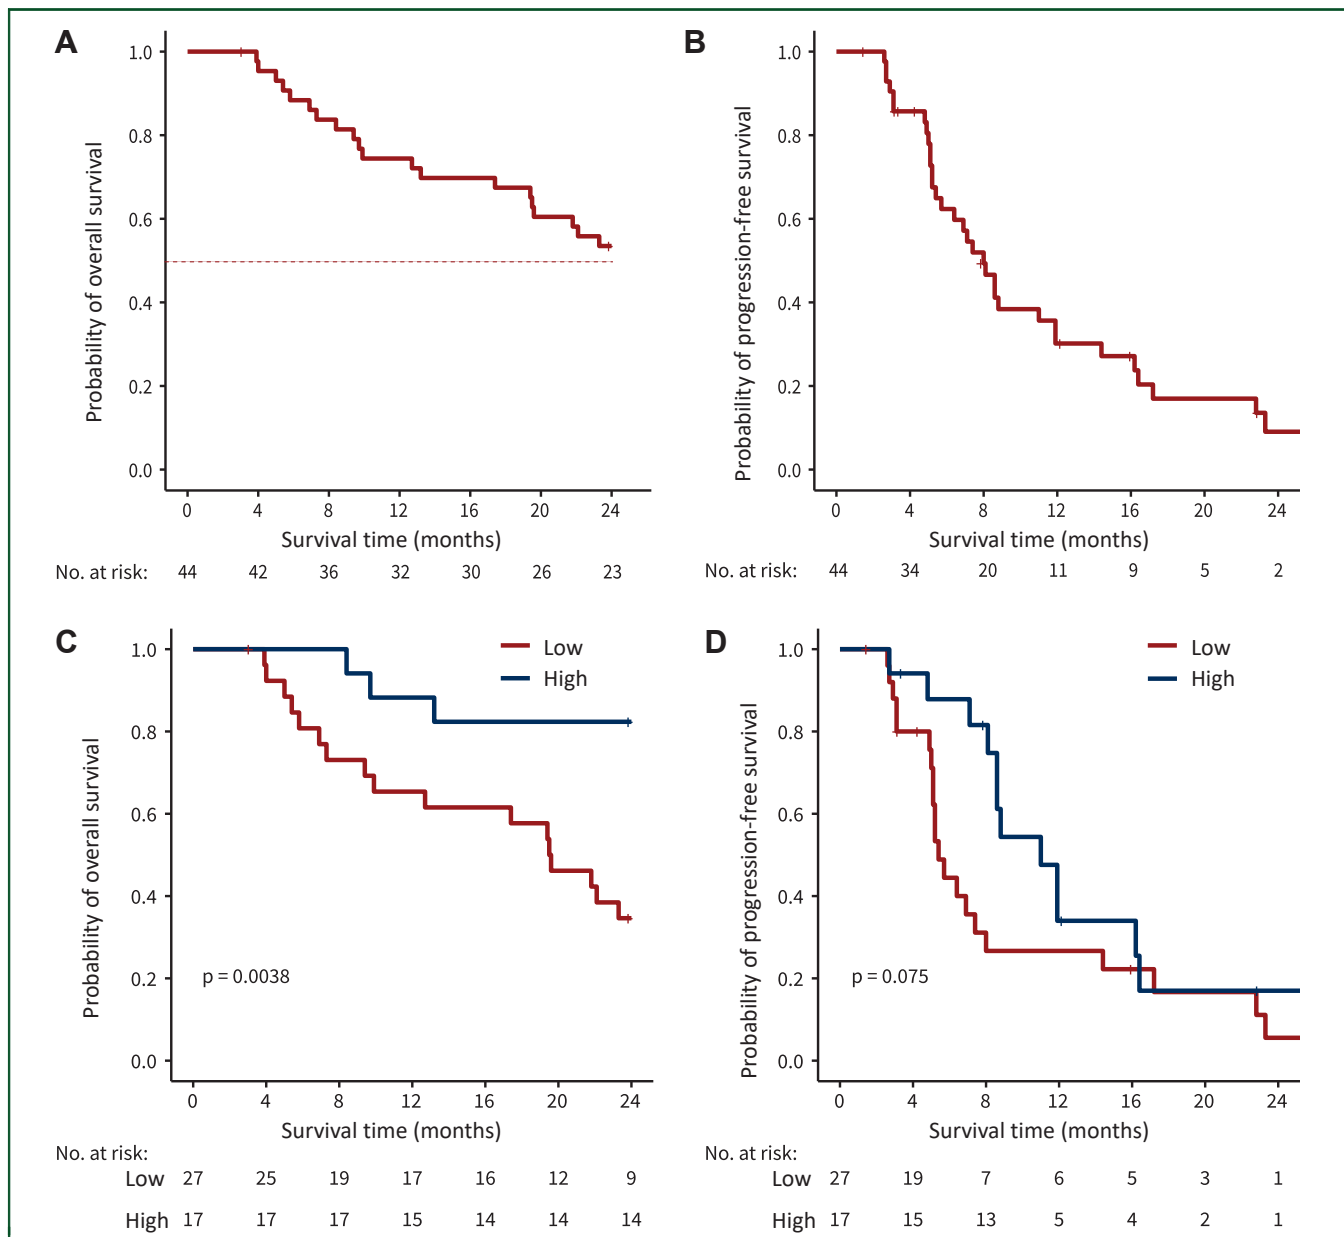 A
Probability of overall survival
1.0
0.8
0.6
0.4
0.2
0.0
0 4 8 12 16 20 24
Survival time (months)
No. at risk: 44 42 36 32 30 26 23
B
Probability of progression-free survival
1.0
0.8
0.6
0.4
0.2
0.0
0 4 8 12 16 20 24
Survival time (months)
No. at risk: 44 34 20 11 9 5 2
C
Probability of overall survival
1.0
0.8
0.6
0.4
0.2
0.0
Low
High
p = 0.0038
0 4 8 12 16 20 24
Survival time (months)
No. at risk:
Low 27 25 19 17 16 12 9
High 17 17 17 15 14 14 14
D
Probability of progression-free survival
1.0
0.8
0.6
0.4
0.2
0.0
Low
High
p = 0.075
0 4 8 12 16 20 24
Survival time (months)
No. at risk:
Low 27 19 7 6 5 3 1
High 17 15 13 5 4 2 1